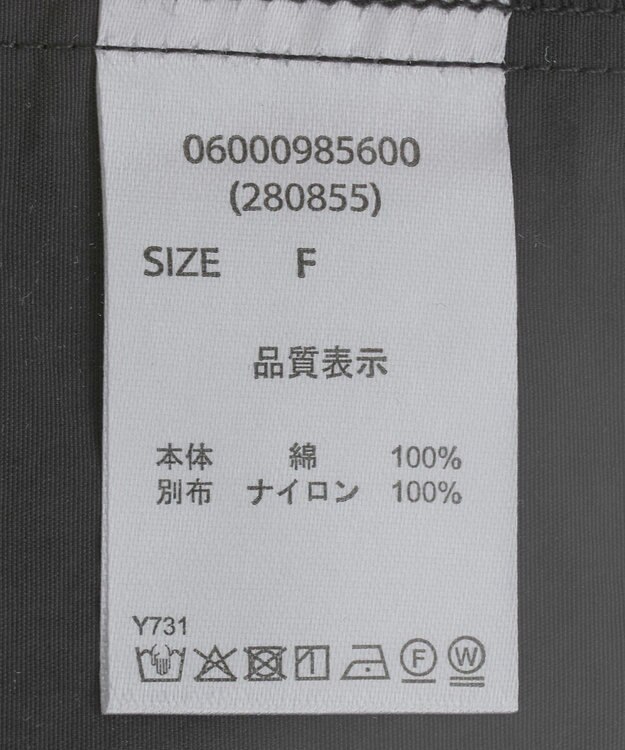 06000985600
(280855)
SIZE F
品質表示
本体 綿 100%
別布 ナイロン 100%
Y731
F W